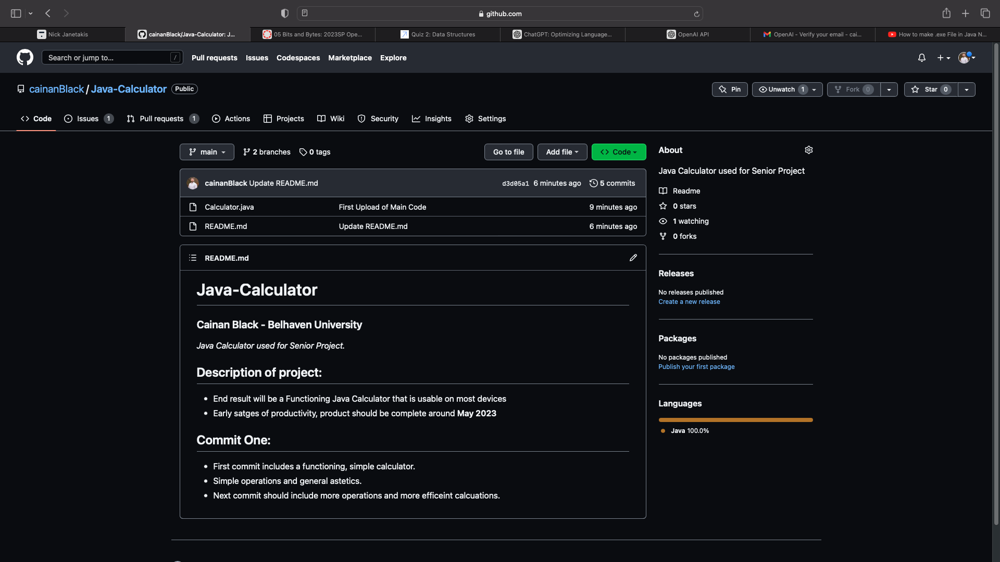 github.com
Nick Janetakis
cainanBlack/Java-Calculator: J...
05 Bits and Bytes: 2023SP Ope...
Quiz 2: Data Structures
ChatGPT: Optimizing Language...
OpenAI API
OpenAI - Verify your email - cai...
How to make .exe File in Java N...
Search or jump to... /
Pull requests
Issues
Codespaces
Marketplace
Explore
cainanBlack / Java-Calculator Public
Pin
Unwatch 1
Fork 0
Star 0
Code
Issues 1
Pull requests 1
Actions
Projects
Wiki
Security
Insights
Settings
main
2 branches
0 tags
Go to file
Add file
Code
cainanBlack Update README.md d3d05a1 6 minutes ago 5 commits
Calculator.java First Upload of Main Code 9 minutes ago
README.md Update README.md 6 minutes ago
README.md
Java-Calculator
Cainan Black - Belhaven University
Java Calculator used for Senior Project.
Description of project:
• End result will be a Functioning Java Calculator that is usable on most devices
• Early satges of productivity, product should be complete around May 2023
Commit One:
• First commit includes a functioning, simple calculator.
• Simple operations and general astetics.
• Next commit should include more operations and more efficeint calcuations.
About
Java Calculator used for Senior Project
Readme
0 stars
1 watching
0 forks
Releases
No releases published
Create a new release
Packages
No packages published
Publish your first package
Languages
Java 100.0%